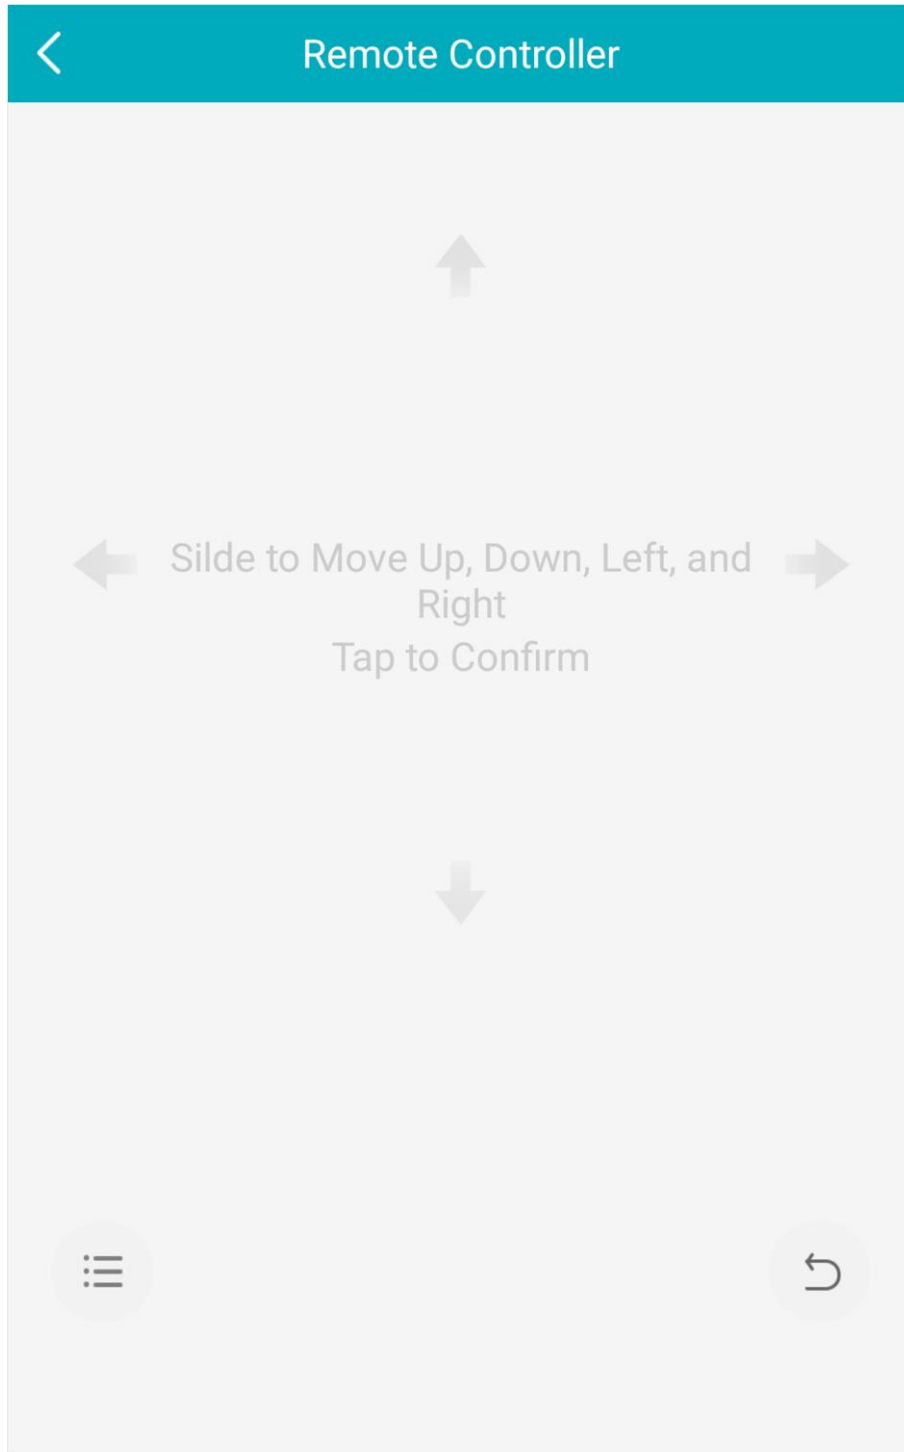 Remote Controller
Silde to Move Up, Down, Left, and
Right
Tap to Confirm